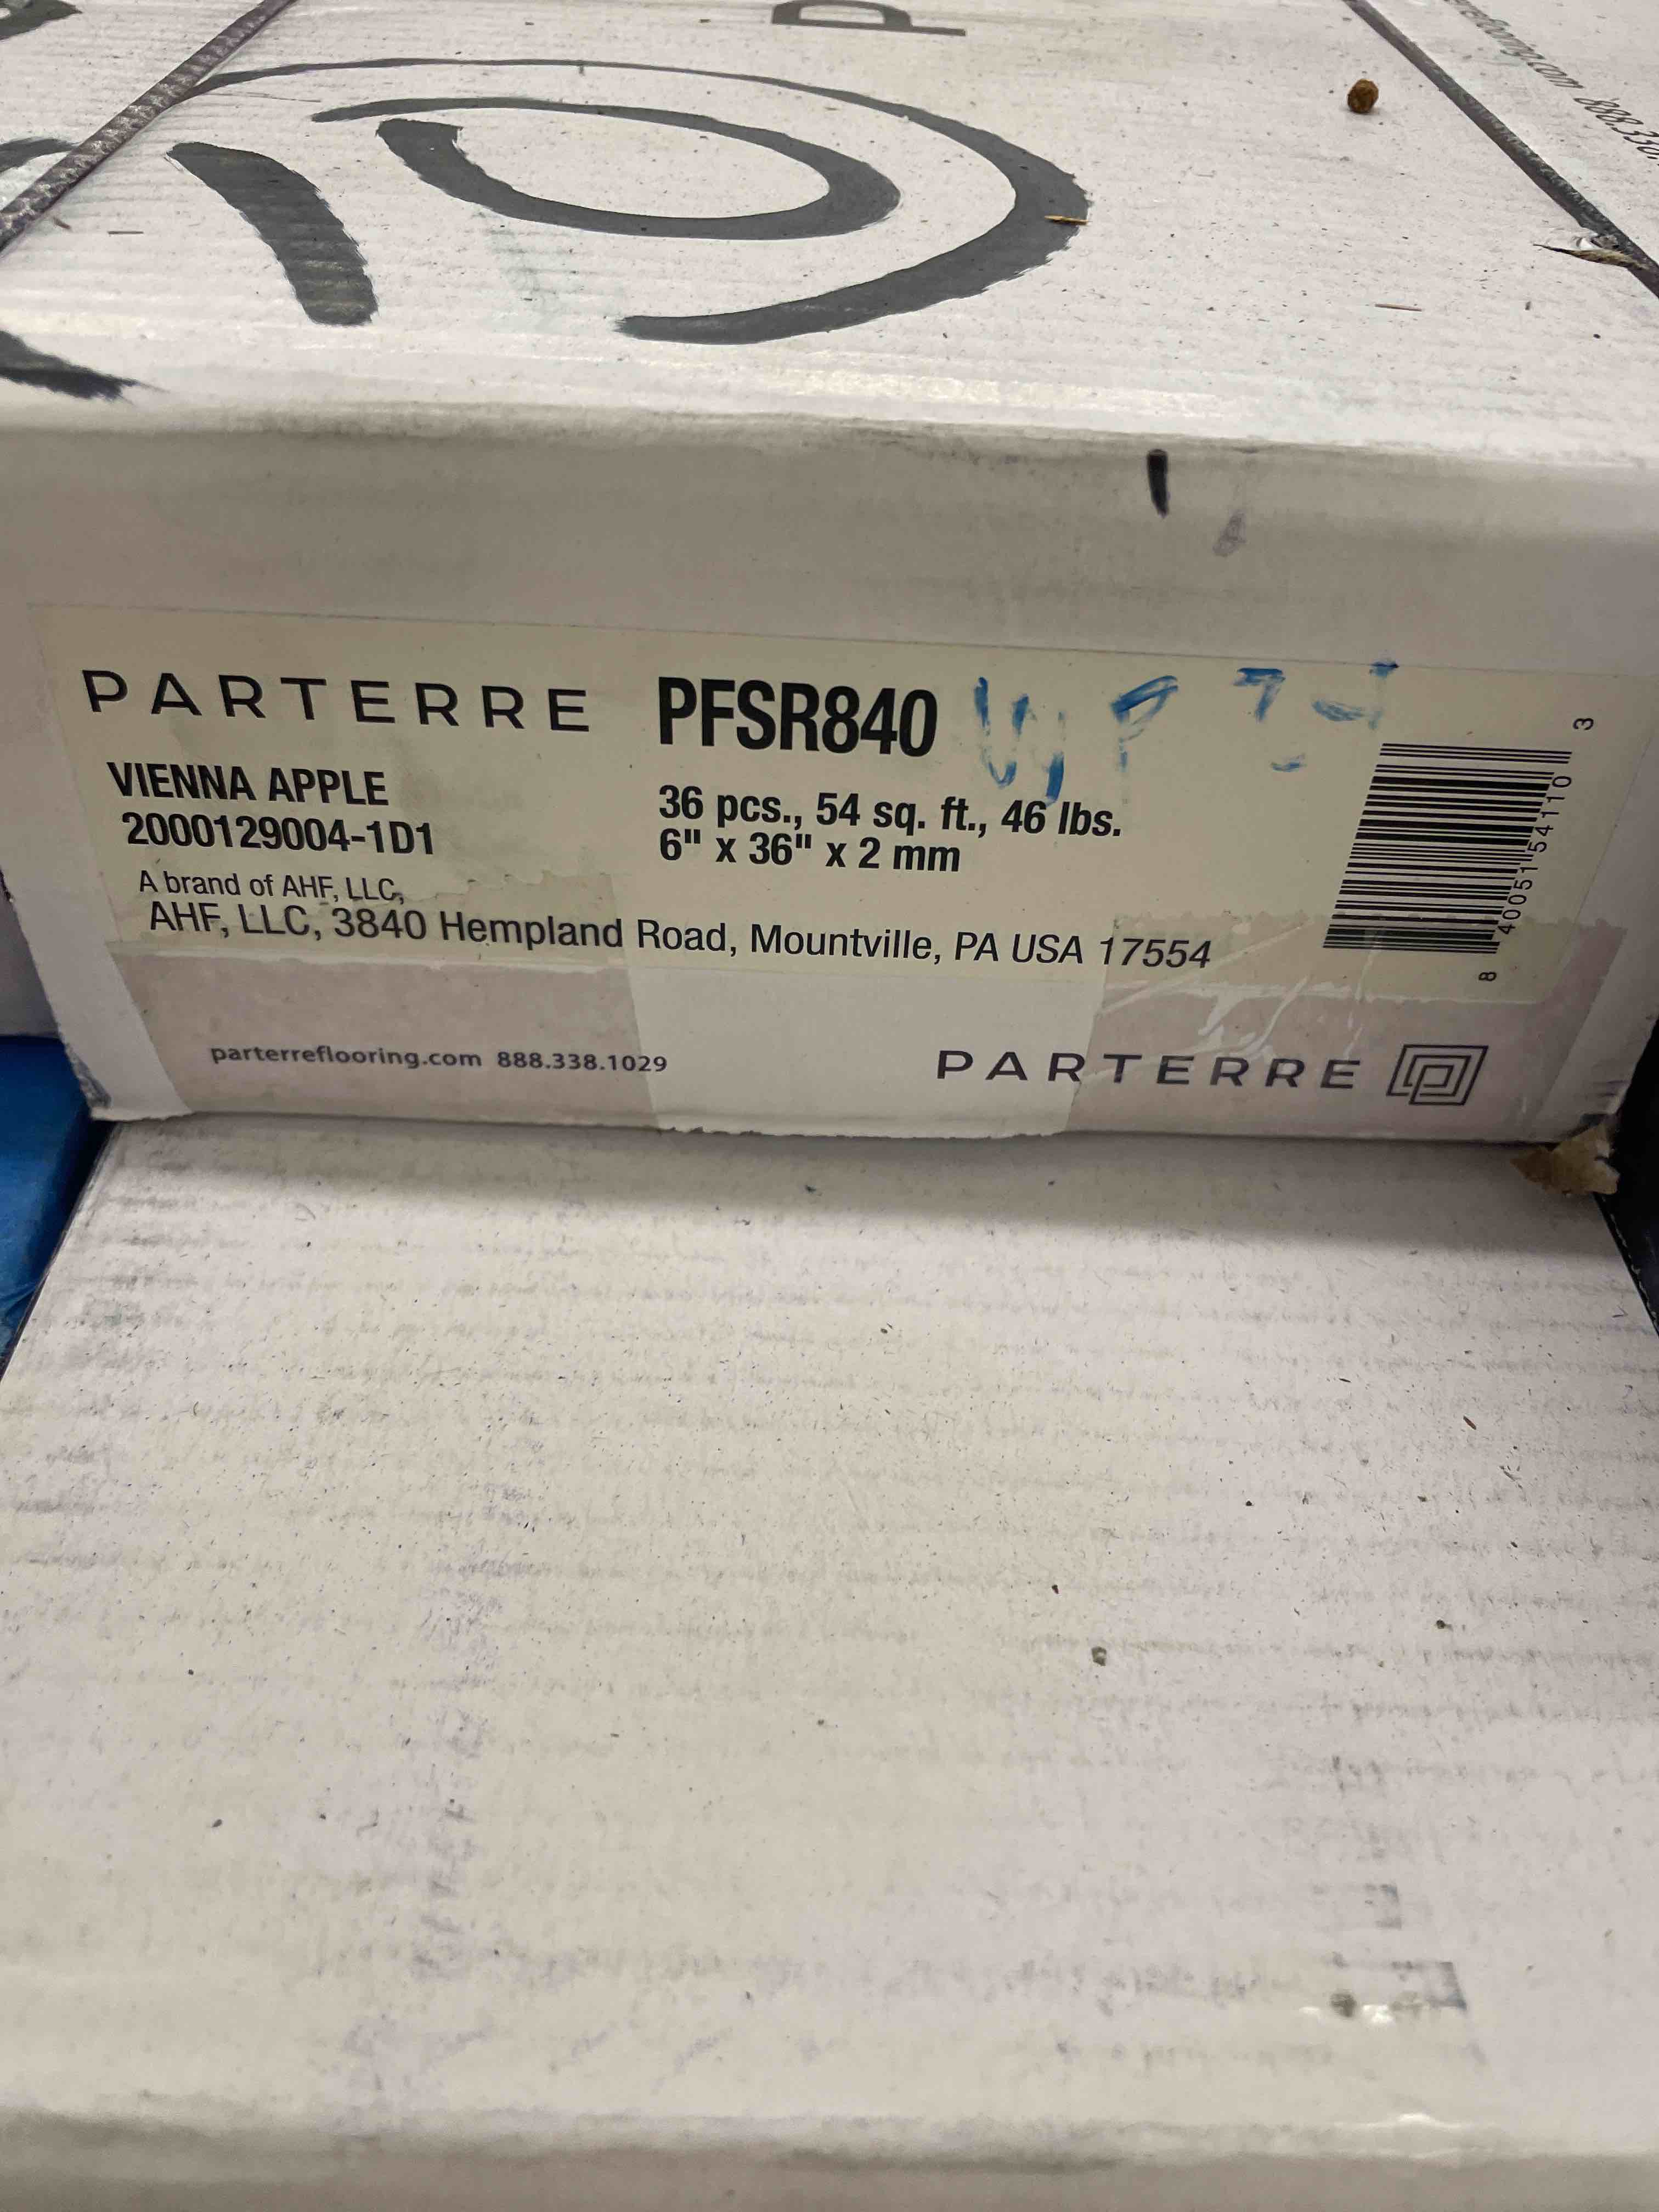 P
PARTERRE PFSR840
VIENNA APPLE
2000129004-1D1
36 pcs., 54 sq. ft., 46 lbs.
6" x 36" x 2 mm
A brand of AHF, LLC,
AHF, LLC, 3840 Hempland Road, Mountville, PA USA 17554
8 40051 54110 3
parterreflooring.com 888.338.1029
PARTERRE